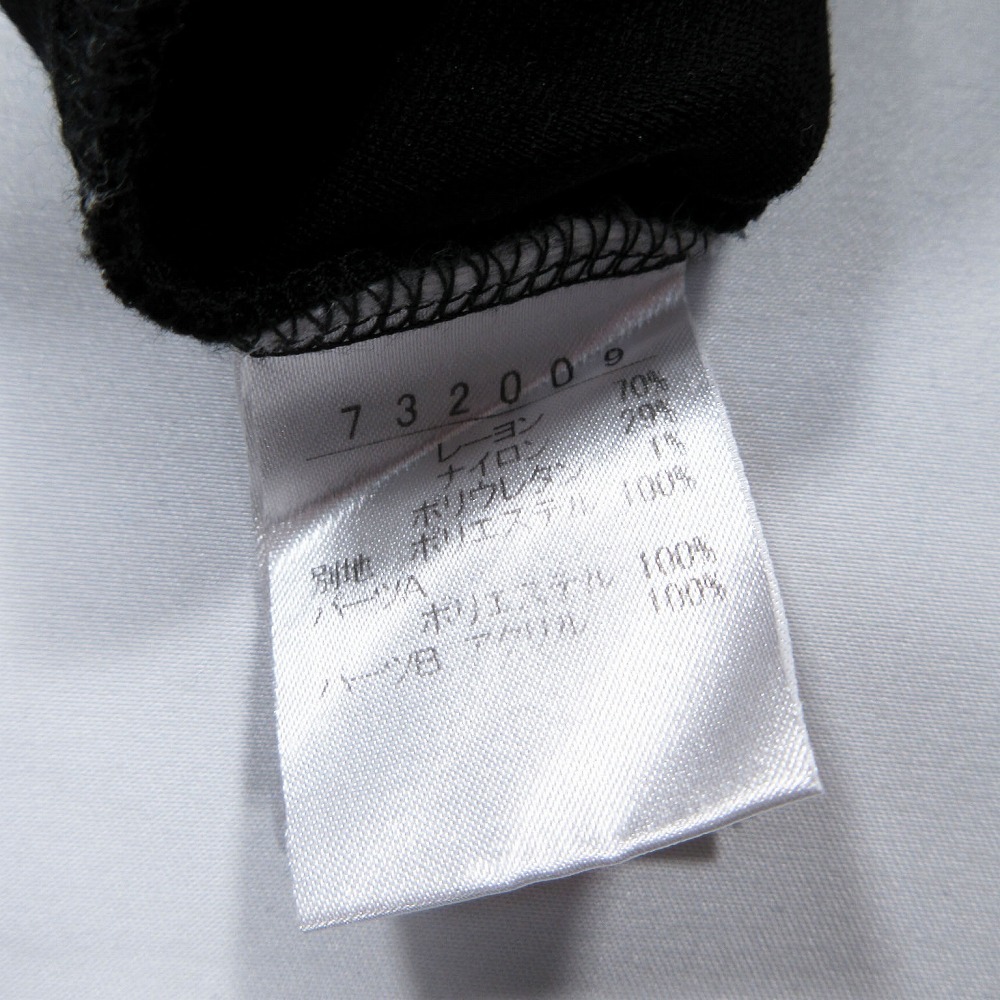 732009
レーヨン 70%
ナイロン 29%
ポリウレタン 1%
別地 ポリエステル 100%
パーツA ポリエステル 100%
パーツB アクリル 100%